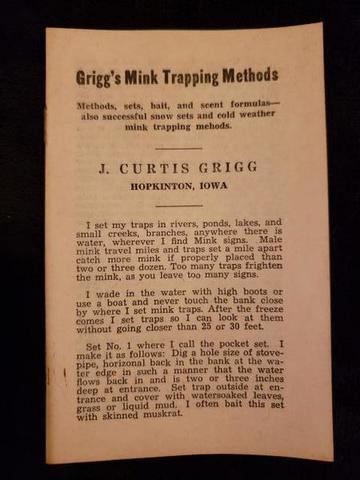 Grigg's Mink Trapping Methods
Methods, sets, bait, and scent formulas—
also successful snow sets and cold weather
mink trapping mehods.
J. CURTIS GRIGG
HOPKINTON, IOWA
I set my traps in rivers, ponds, lakes, and
small creeks, branches, anywhere there is
water, wherever I find Mink signs. Male
mink travel miles and traps set a mile apart
catch more mink if properly placed than
two or three dozen. Too many traps frighten
the mink, as you leave too many signs.
I wade in the water with high boots or
use a boat and never touch the bank close
by where I set mink traps. After the freeze
comes I set traps so I can look at them
without going closer than 25 or 30 feet.
Set No. 1 where I call the pocket set. I
make it as follows: Dig a hole size of stove-
pipe, horizonal back in the bank at the wa-
ter edge in such a manner that the water
flows back in and is two or three inches
deep at entrance. Set trap outside at en-
trance and cover with watersoaked leaves,
grass or liquid mud. I often bait this set
with skinned muskrat.